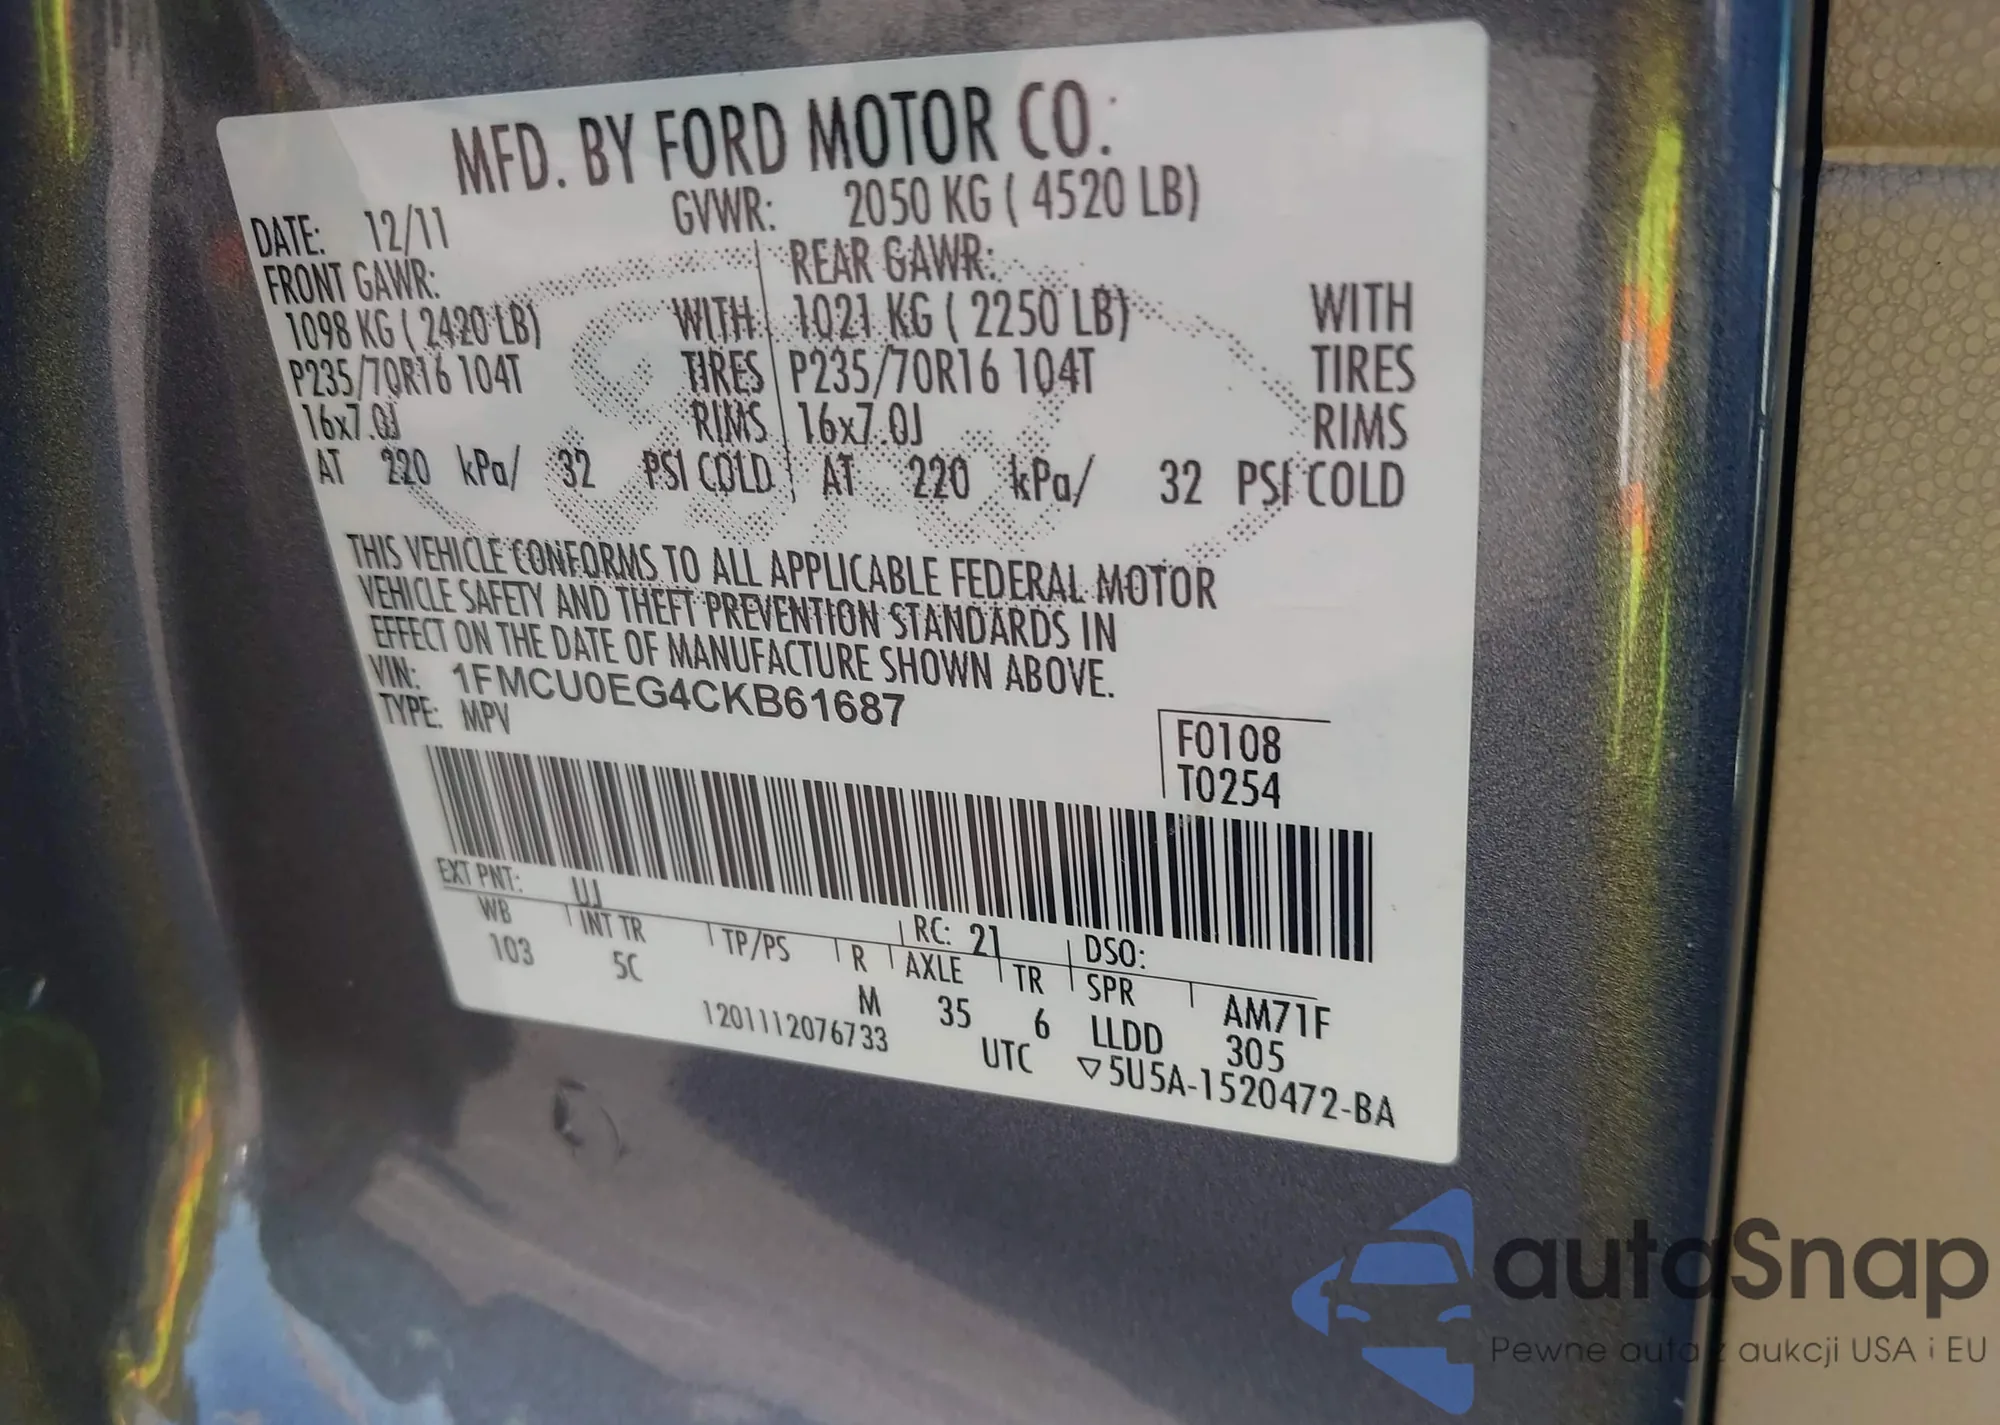 MFD. BY FORD MOTOR CO.
DATE: 12/11 GVWR: 2050 KG ( 4520 LB)
FRONT GAWR: REAR GAWR:
1098 KG ( 2420 LB) WITH 1021 KG ( 2250 LB) WITH
P235/70R16 104T TIRES P235/70R16 104T TIRES
16x7.0J RIMS 16x7.0J RIMS
AT 220 kPa/ 32 PSI COLD AT 220 kPa/ 32 PSI COLD
THIS VEHICLE CONFORMS TO ALL APPLICABLE FEDERAL MOTOR
VEHICLE SAFETY AND THEFT PREVENTION STANDARDS IN
EFFECT ON THE DATE OF MANUFACTURE SHOWN ABOVE.
VIN: 1FMCU0EG4CKB61687
TYPE: MPV
F0108
T0254
EXT PNT: UJ RC: 21 DSO:
WB INT TR TP/PS R AXLE TR SPR AM71F
103 5C M 35 6 LLDD 305
1201112076733 UTC ▽5U5A-1520472-BA
autoSnap
Pewne auta z aukcji USA i EU